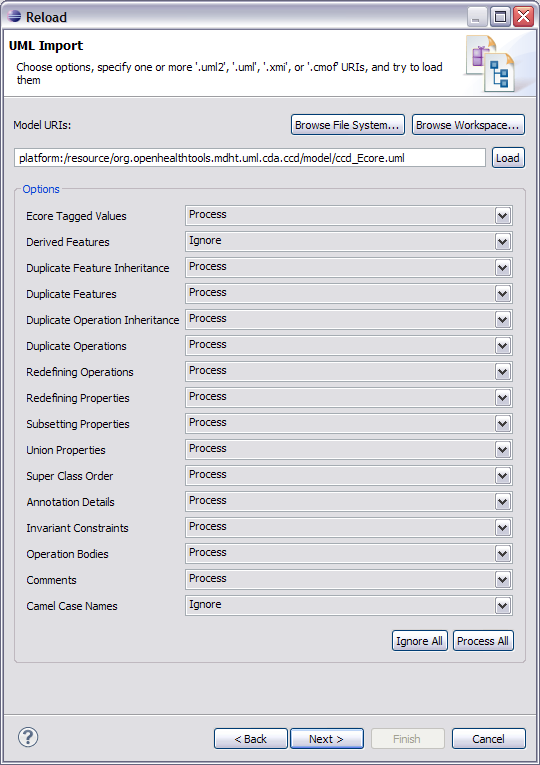 Reload
UML Import
Choose options, specify one or more '.uml2', '.uml', '.xmi', or '.cmof' URIs, and try to load
them
Model URIs: Browse File System... Browse Workspace...
platform:/resource/org.openhealthtools.mdht.uml.cda.ccd/model/ccd_Ecore.uml Load
Options
Ecore Tagged Values Process
Derived Features Ignore
Duplicate Feature Inheritance Process
Duplicate Features Process
Duplicate Operation Inheritance Process
Duplicate Operations Process
Redefining Operations Process
Redefining Properties Process
Subsetting Properties Process
Union Properties Process
Super Class Order Process
Annotation Details Process
Invariant Constraints Process
Operation Bodies Process
Comments Process
Camel Case Names Ignore
Ignore All Process All
? < Back Next > Finish Cancel